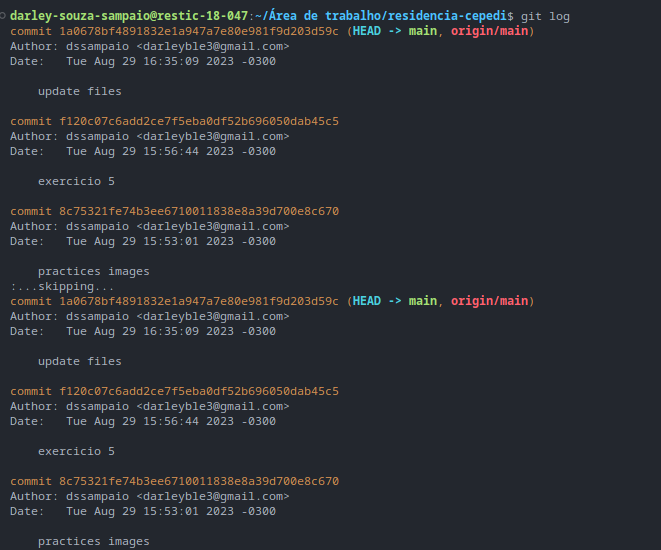 darley-souza-sampaio@restic-18-047:~/Área de trabalho/residencia-cepedi$ git log
commit 1a0678bf4891832e1a947a7e80e981f9d203d59c (HEAD -> main, origin/main)
Author: dssampaio <darleyble3@gmail.com>
Date:   Tue Aug 29 16:35:09 2023 -0300

    update files

commit f120c07c6add2ce7f5eba0df52b696050dab45c5
Author: dssampaio <darleyble3@gmail.com>
Date:   Tue Aug 29 15:56:44 2023 -0300

    exercicio 5

commit 8c75321fe74b3ee6710011838e8a39d700e8c670
Author: dssampaio <darleyble3@gmail.com>
Date:   Tue Aug 29 15:53:01 2023 -0300

    practices images
:...skipping...
commit 1a0678bf4891832e1a947a7e80e981f9d203d59c (HEAD -> main, origin/main)
Author: dssampaio <darleyble3@gmail.com>
Date:   Tue Aug 29 16:35:09 2023 -0300

    update files

commit f120c07c6add2ce7f5eba0df52b696050dab45c5
Author: dssampaio <darleyble3@gmail.com>
Date:   Tue Aug 29 15:56:44 2023 -0300

    exercicio 5

commit 8c75321fe74b3ee6710011838e8a39d700e8c670
Author: dssampaio <darleyble3@gmail.com>
Date:   Tue Aug 29 15:53:01 2023 -0300

    practices images